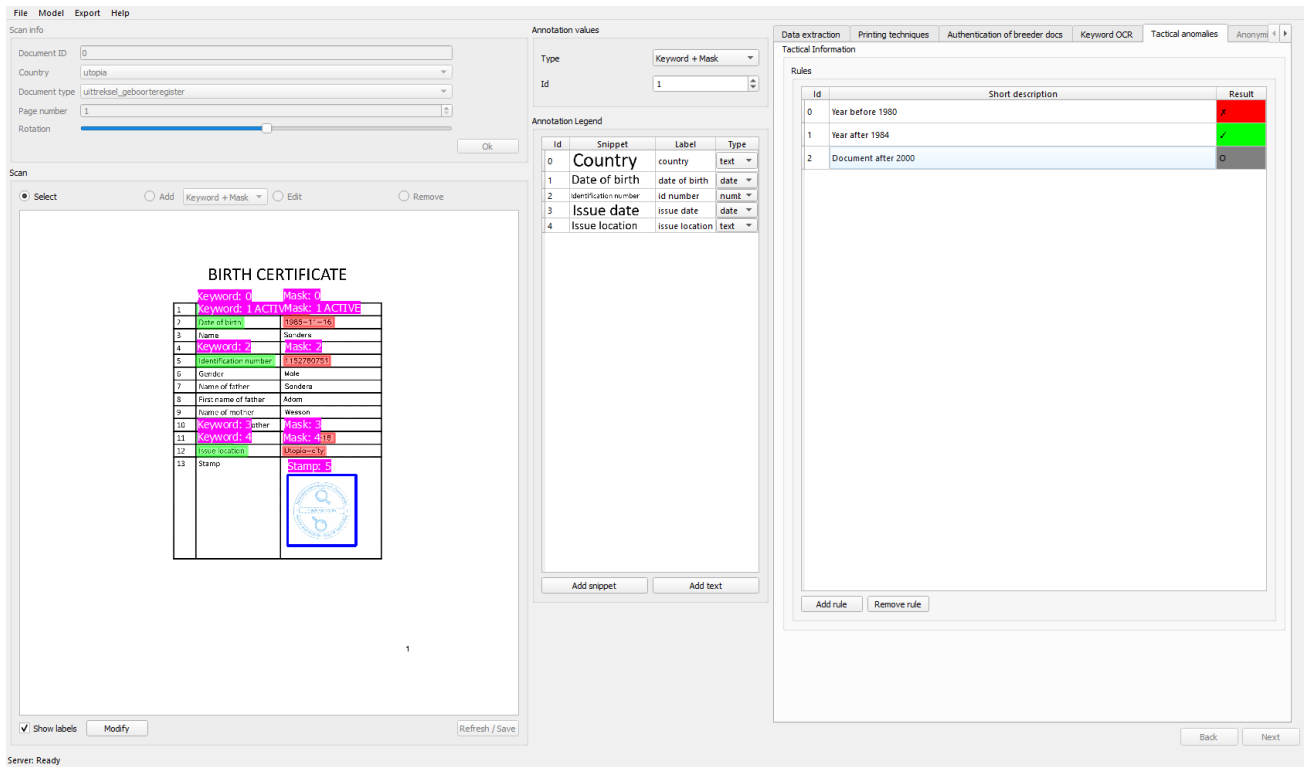 File Model Export Help
Scan info
Document ID 0
Country utopia
Document type uittreksel_geboorteregister
Page number 1
Rotation
Ok
Scan
Select Add Keyword + Mask Edit Remove
BIRTH CERTIFICATE
Keyword: 0 Mask: 0
1 Keyword: 1 ACTIV Mask: 1 ACTIVE
2 Date of birth
3 Name Sanders
4 Keyword: 2 Mask: 2
5 Identification number 1152780751
6 Gender Male
7 Name of father Sanders
8 First name of father Adam
9 Name of mother Wesson
10 Keyword: 3 other Mask: 3
11 Keyword: 4 Mask: 4 18
12 Issue location Utopia-city
13 Stamp Stamp: 5
1
Show labels Modify Refresh / Save
Server: Ready
Annotation values
Type Keyword + Mask
Id 1
Annotation Legend
Id Snippet Label Type
0 Country country text
1 Date of birth date of birth date
2 Identification number id number numb
3 Issue date issue date date
4 Issue location issue location text
Add snippet Add text
Data extraction Printing techniques Authentication of breeder docs Keyword OCR Tactical anomalies Anonymi
Tactical Information
Rules
Id Short description Result
0 Year before 1980 ✗
1 Year after 1984 ✓
2 Document after 2000 O
Add rule Remove rule
Back Next